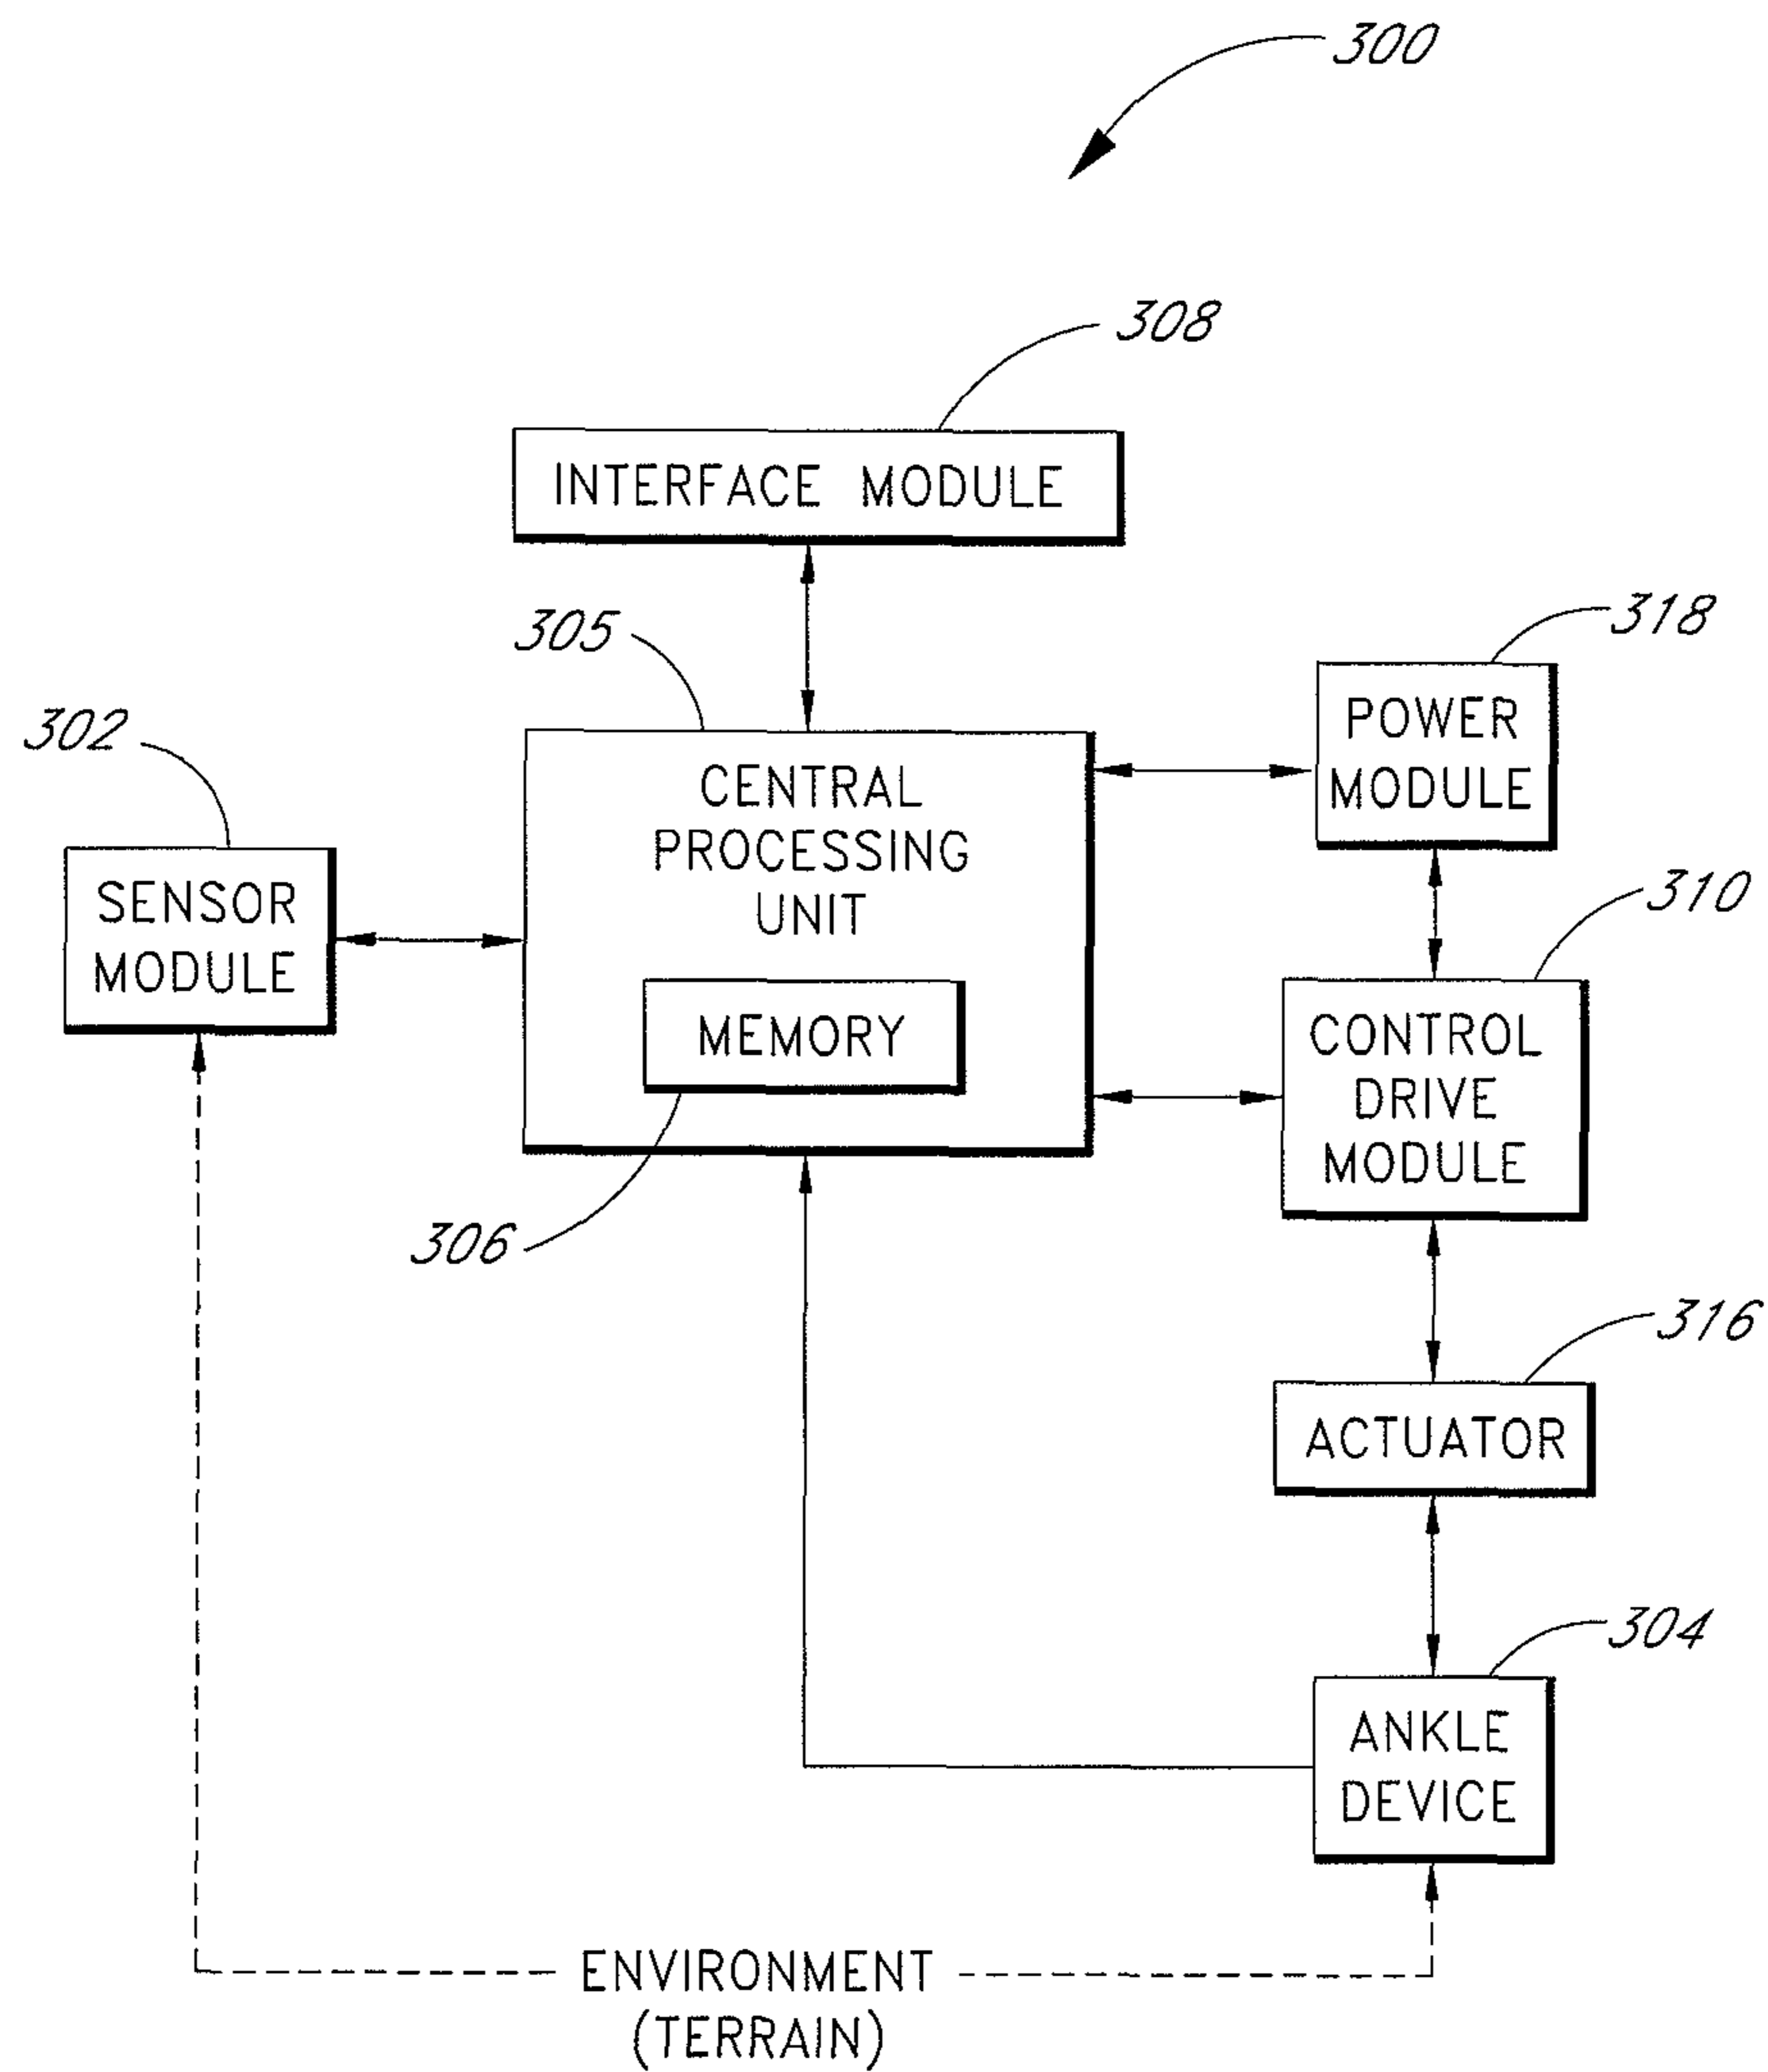 300
308
INTERFACE MODULE
305
318
POWER
MODULE
302
CENTRAL
PROCESSING
UNIT
SENSOR
MODULE
310
MEMORY
CONTROL
DRIVE
MODULE
306
316
ACTUATOR
304
ANKLE
DEVICE
ENVIRONMENT
(TERRAIN)